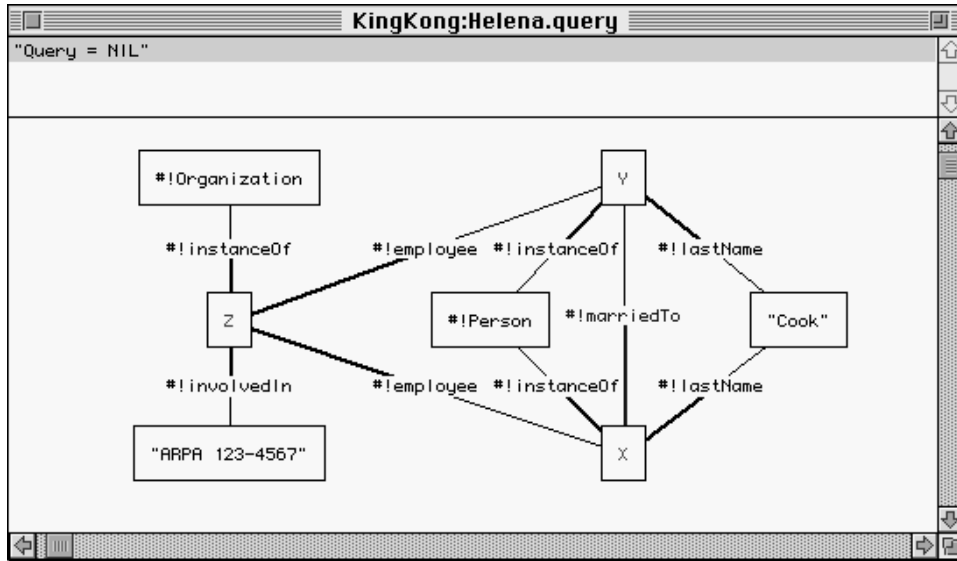 KingKong:Helena.query
"Query = NIL"
#!Organization
Y
#!instanceOf
#!employee
#!instanceOf
#!lastName
Z
#!Person
#!marriedTo
"Cook"
#!involvedIn
#!employee
#!instanceOf
#!lastName
"ARPA 123-4567"
X